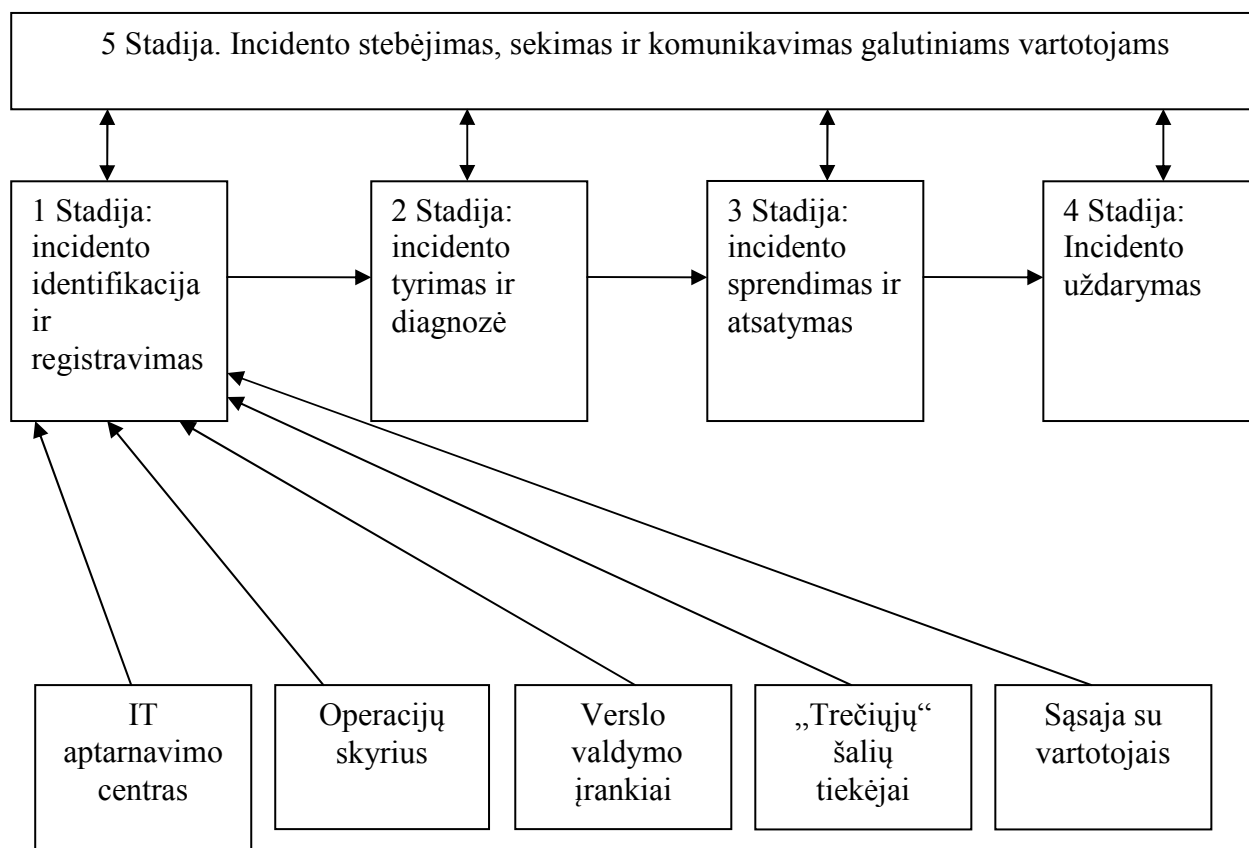 5 Stadija. Incidento stebėjimas, sekimas ir komunikavimas galutiniams vartotojams
1 Stadija:
incidento
identifikacija
ir
registravimas
2 Stadija:
incidento
tyrimas ir
diagnozė
3 Stadija:
incidento
sprendimas ir
atsatymas
4 Stadija:
Incidento
uždarymas
IT
aptarnavimo
centras
Operacijų
skyrius
Verslo
valdymo
įrankiai
„Trečiųjų“
šalių
tiekėjai
Sąsaja su
vartotojais